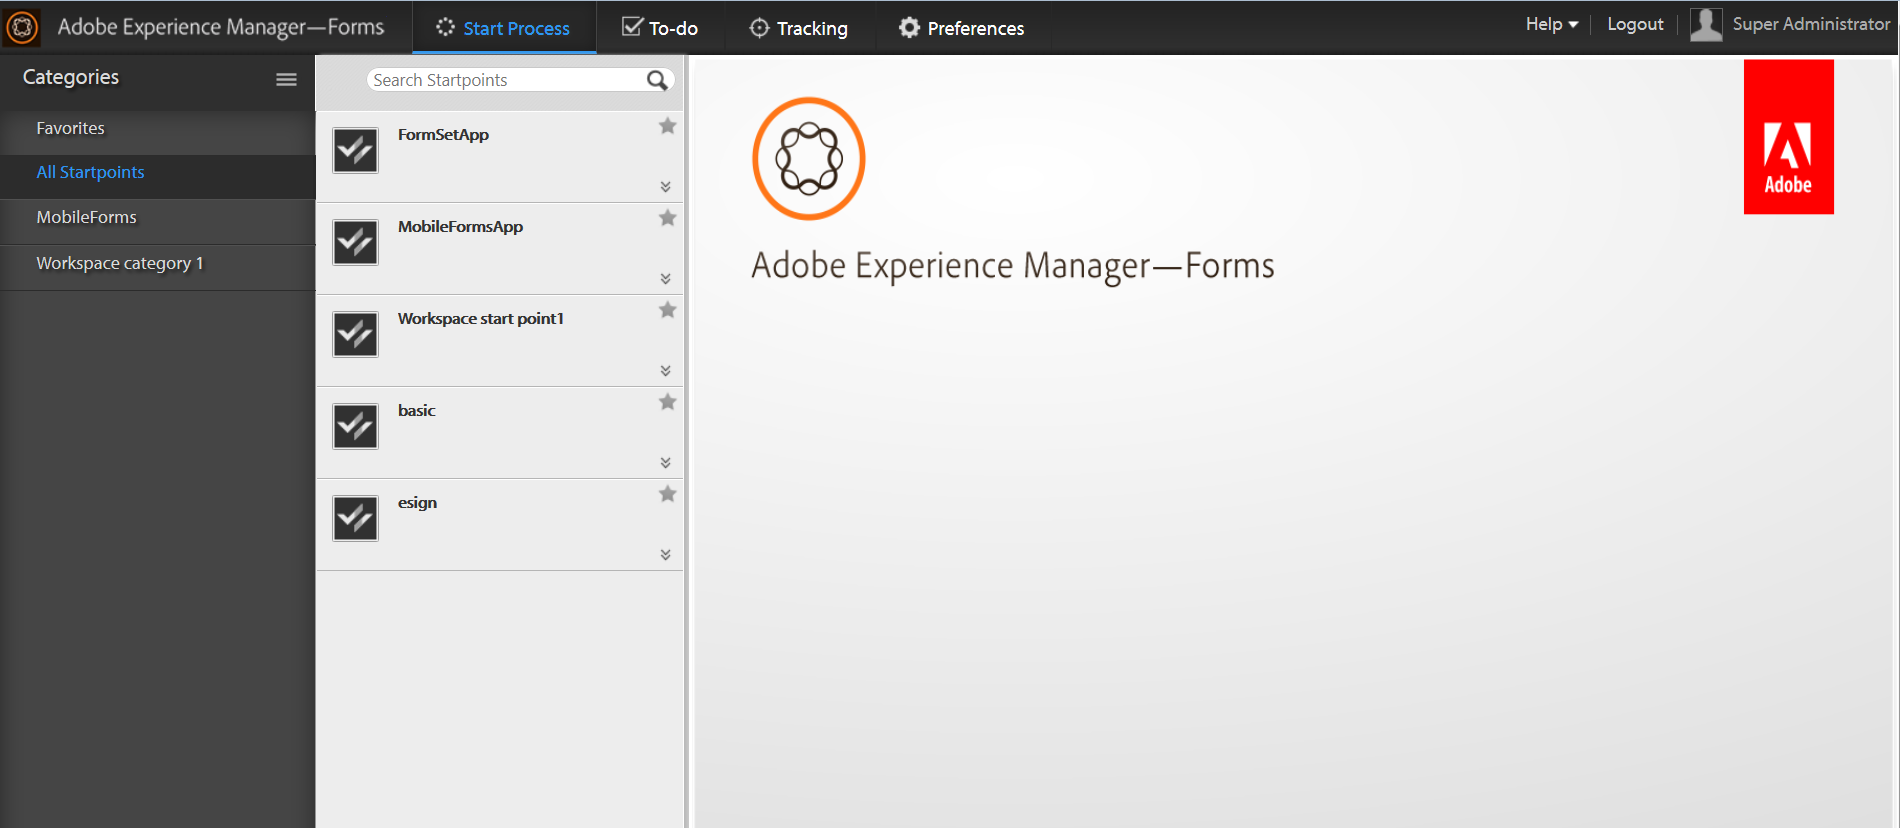 Adobe Experience Manager—Forms
Start Process
To-do
Tracking
Preferences
Help
Logout
Super Administrator
Categories
Favorites
All Startpoints
MobileForms
Workspace category 1
Search Startpoints
FormSetApp
MobileFormsApp
Workspace start point1
basic
esign
Adobe Experience Manager—Forms
Adobe